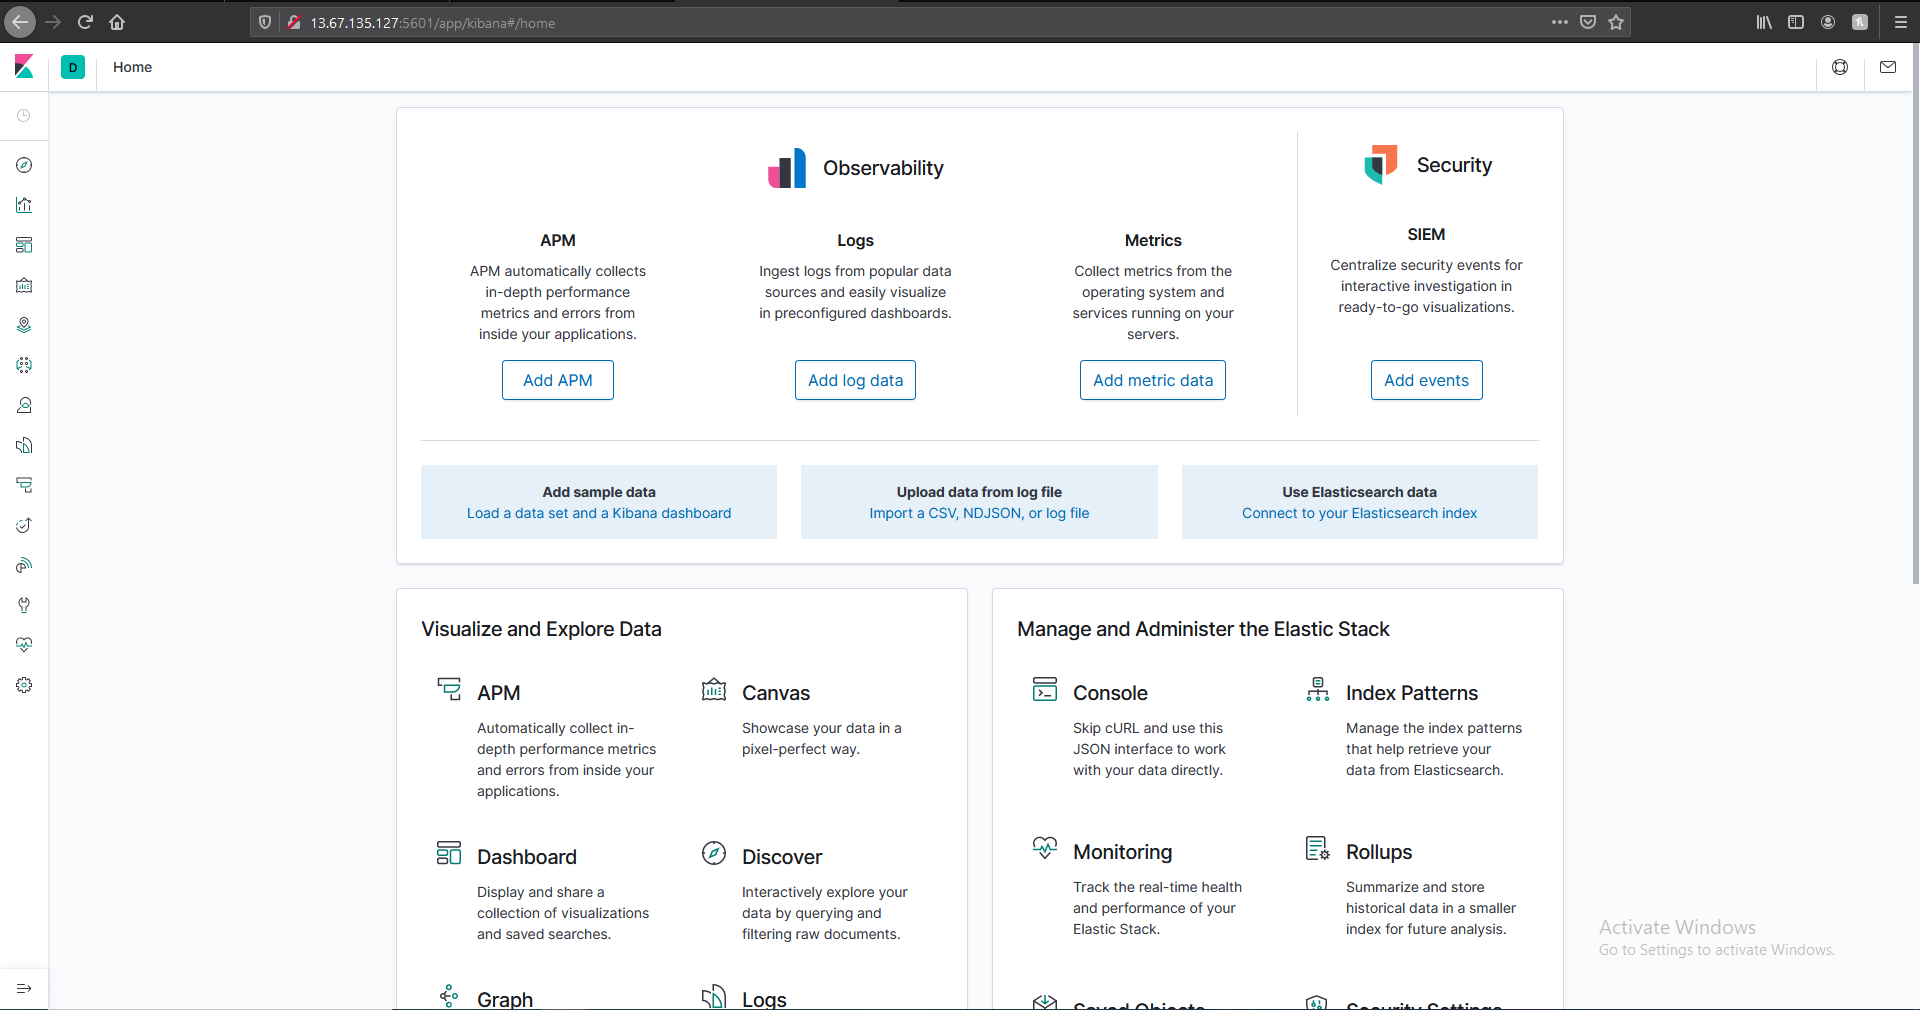 13.67.135.127:5601/app/kibana#/home
D
Home
Observability
Security
APM
APM automatically collects
in-depth performance
metrics and errors from
inside your applications.
Add APM
Logs
Ingest logs from popular data
sources and easily visualize
in preconfigured dashboards.
Add log data
Metrics
Collect metrics from the
operating system and
services running on your
servers.
Add metric data
SIEM
Centralize security events for
interactive investigation in
ready-to-go visualizations.
Add events
Add sample data
Load a data set and a Kibana dashboard
Upload data from log file
Import a CSV, NDJSON, or log file
Use Elasticsearch data
Connect to your Elasticsearch index
Visualize and Explore Data
APM
Automatically collect in-
depth performance metrics
and errors from inside your
applications.
Canvas
Showcase your data in a
pixel-perfect way.
Dashboard
Display and share a
collection of visualizations
and saved searches.
Discover
Interactively explore your
data by querying and
filtering raw documents.
Graph
Logs
Manage and Administer the Elastic Stack
Console
Skip cURL and use this
JSON interface to work
with your data directly.
Index Patterns
Manage the index patterns
that help retrieve your
data from Elasticsearch.
Monitoring
Track the real-time health
and performance of your
Elastic Stack.
Rollups
Summarize and store
historical data in a smaller
index for future analysis.
Saved Objects
Security Settings
Activate Windows
Go to Settings to activate Windows.